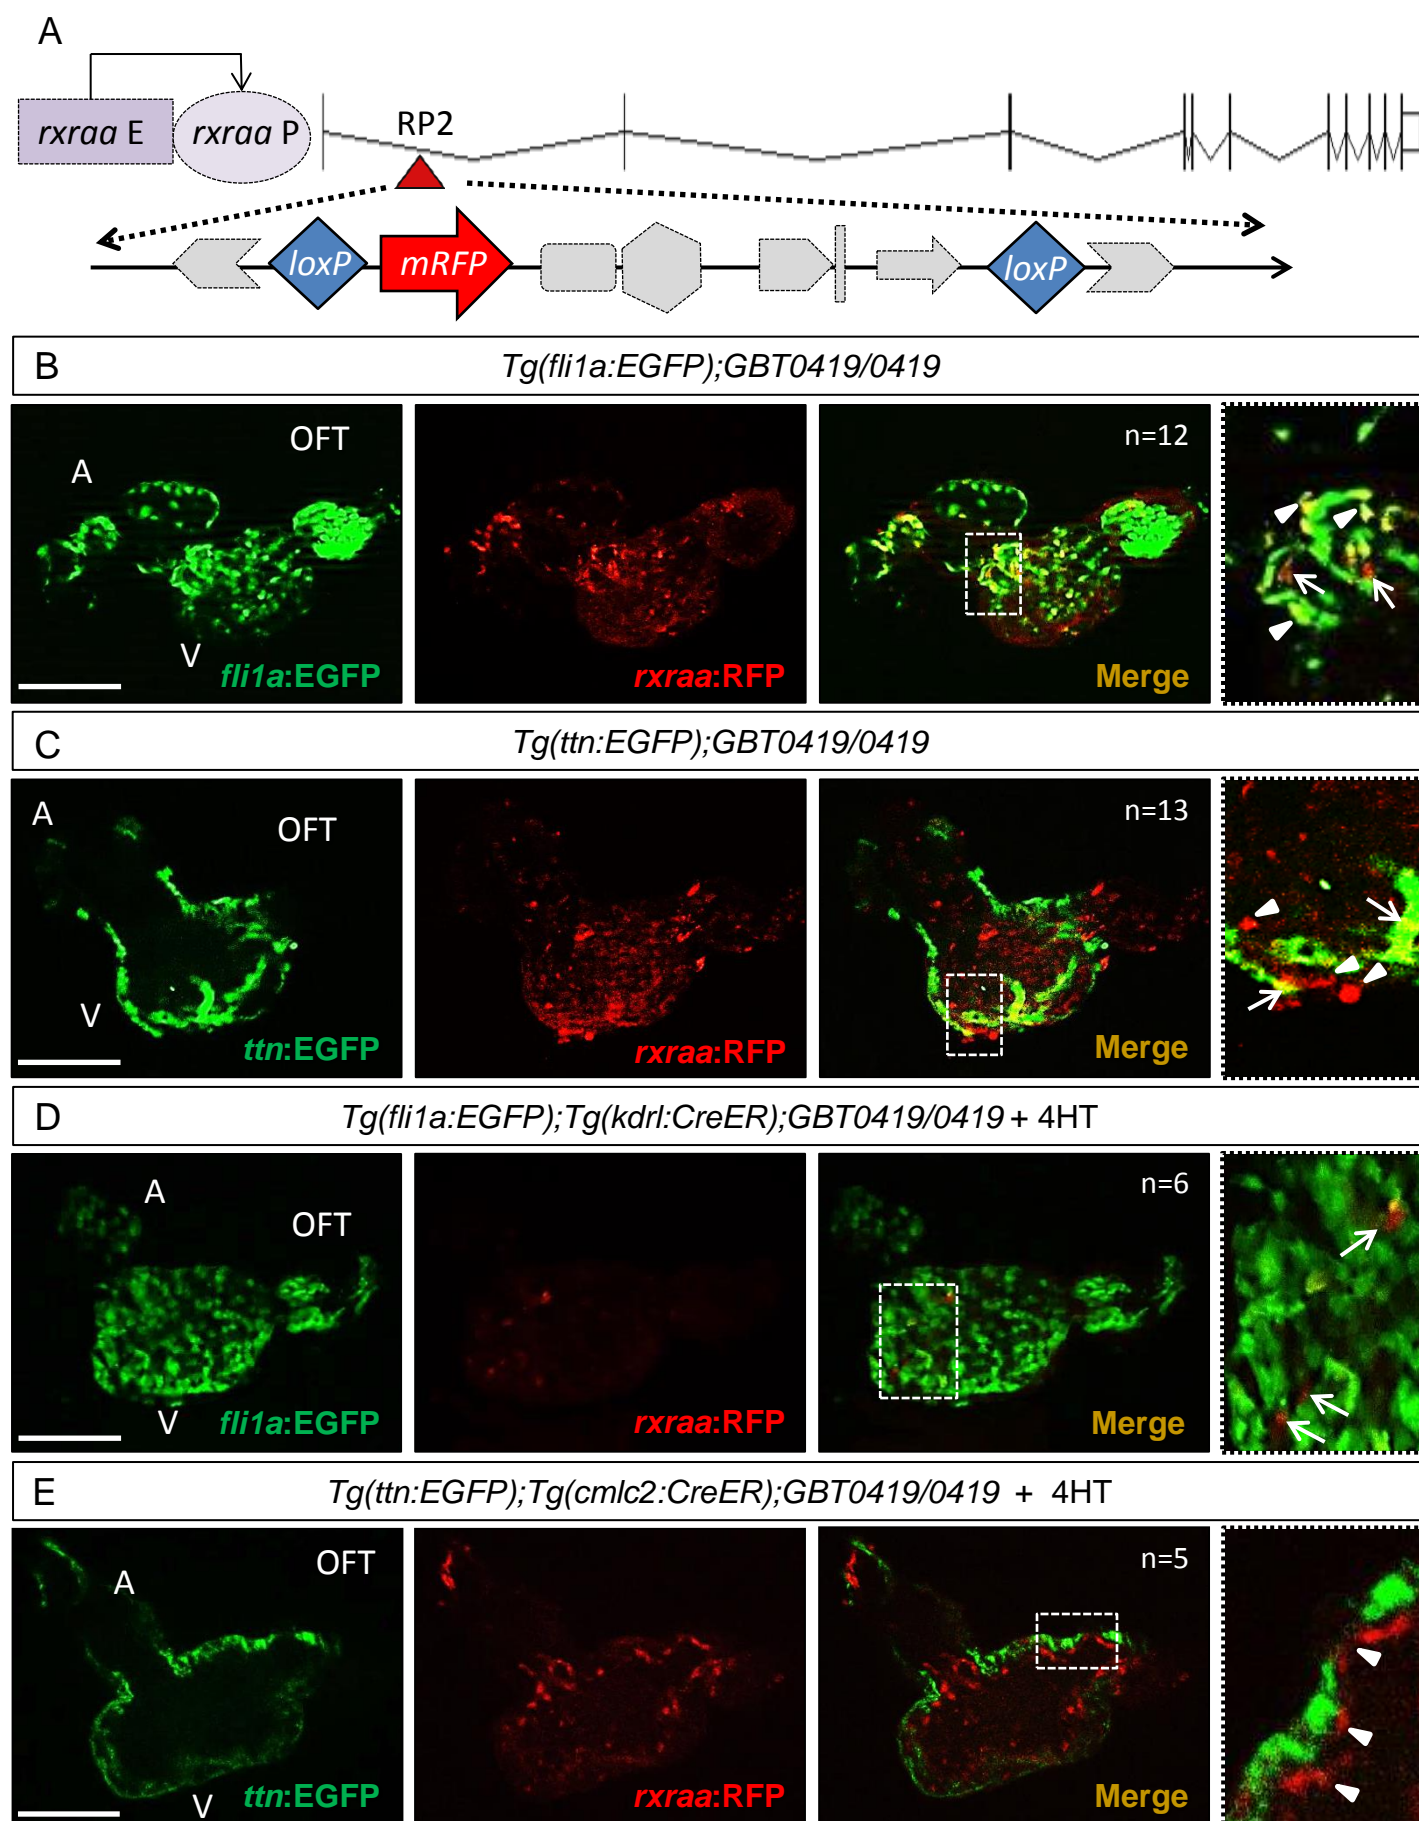 A
rxraa E
rxraa P
RP2
loxP
mRFP
loxP
B
Tg(fli1a:EGFP);GBT0419/0419
OFT
A
V
fli1a:EGFP
rxraa:RFP
n=12
Merge
C
Tg(ttn:EGFP);GBT0419/0419
A
OFT
V
ttn:EGFP
rxraa:RFP
n=13
Merge
D
Tg(fli1a:EGFP);Tg(kdrl:CreER);GBT0419/0419 + 4HT
A
OFT
V
fli1a:EGFP
rxraa:RFP
n=6
Merge
E
Tg(ttn:EGFP);Tg(cmlc2:CreER);GBT0419/0419 + 4HT
OFT
A
V
ttn:EGFP
rxraa:RFP
n=5
Merge